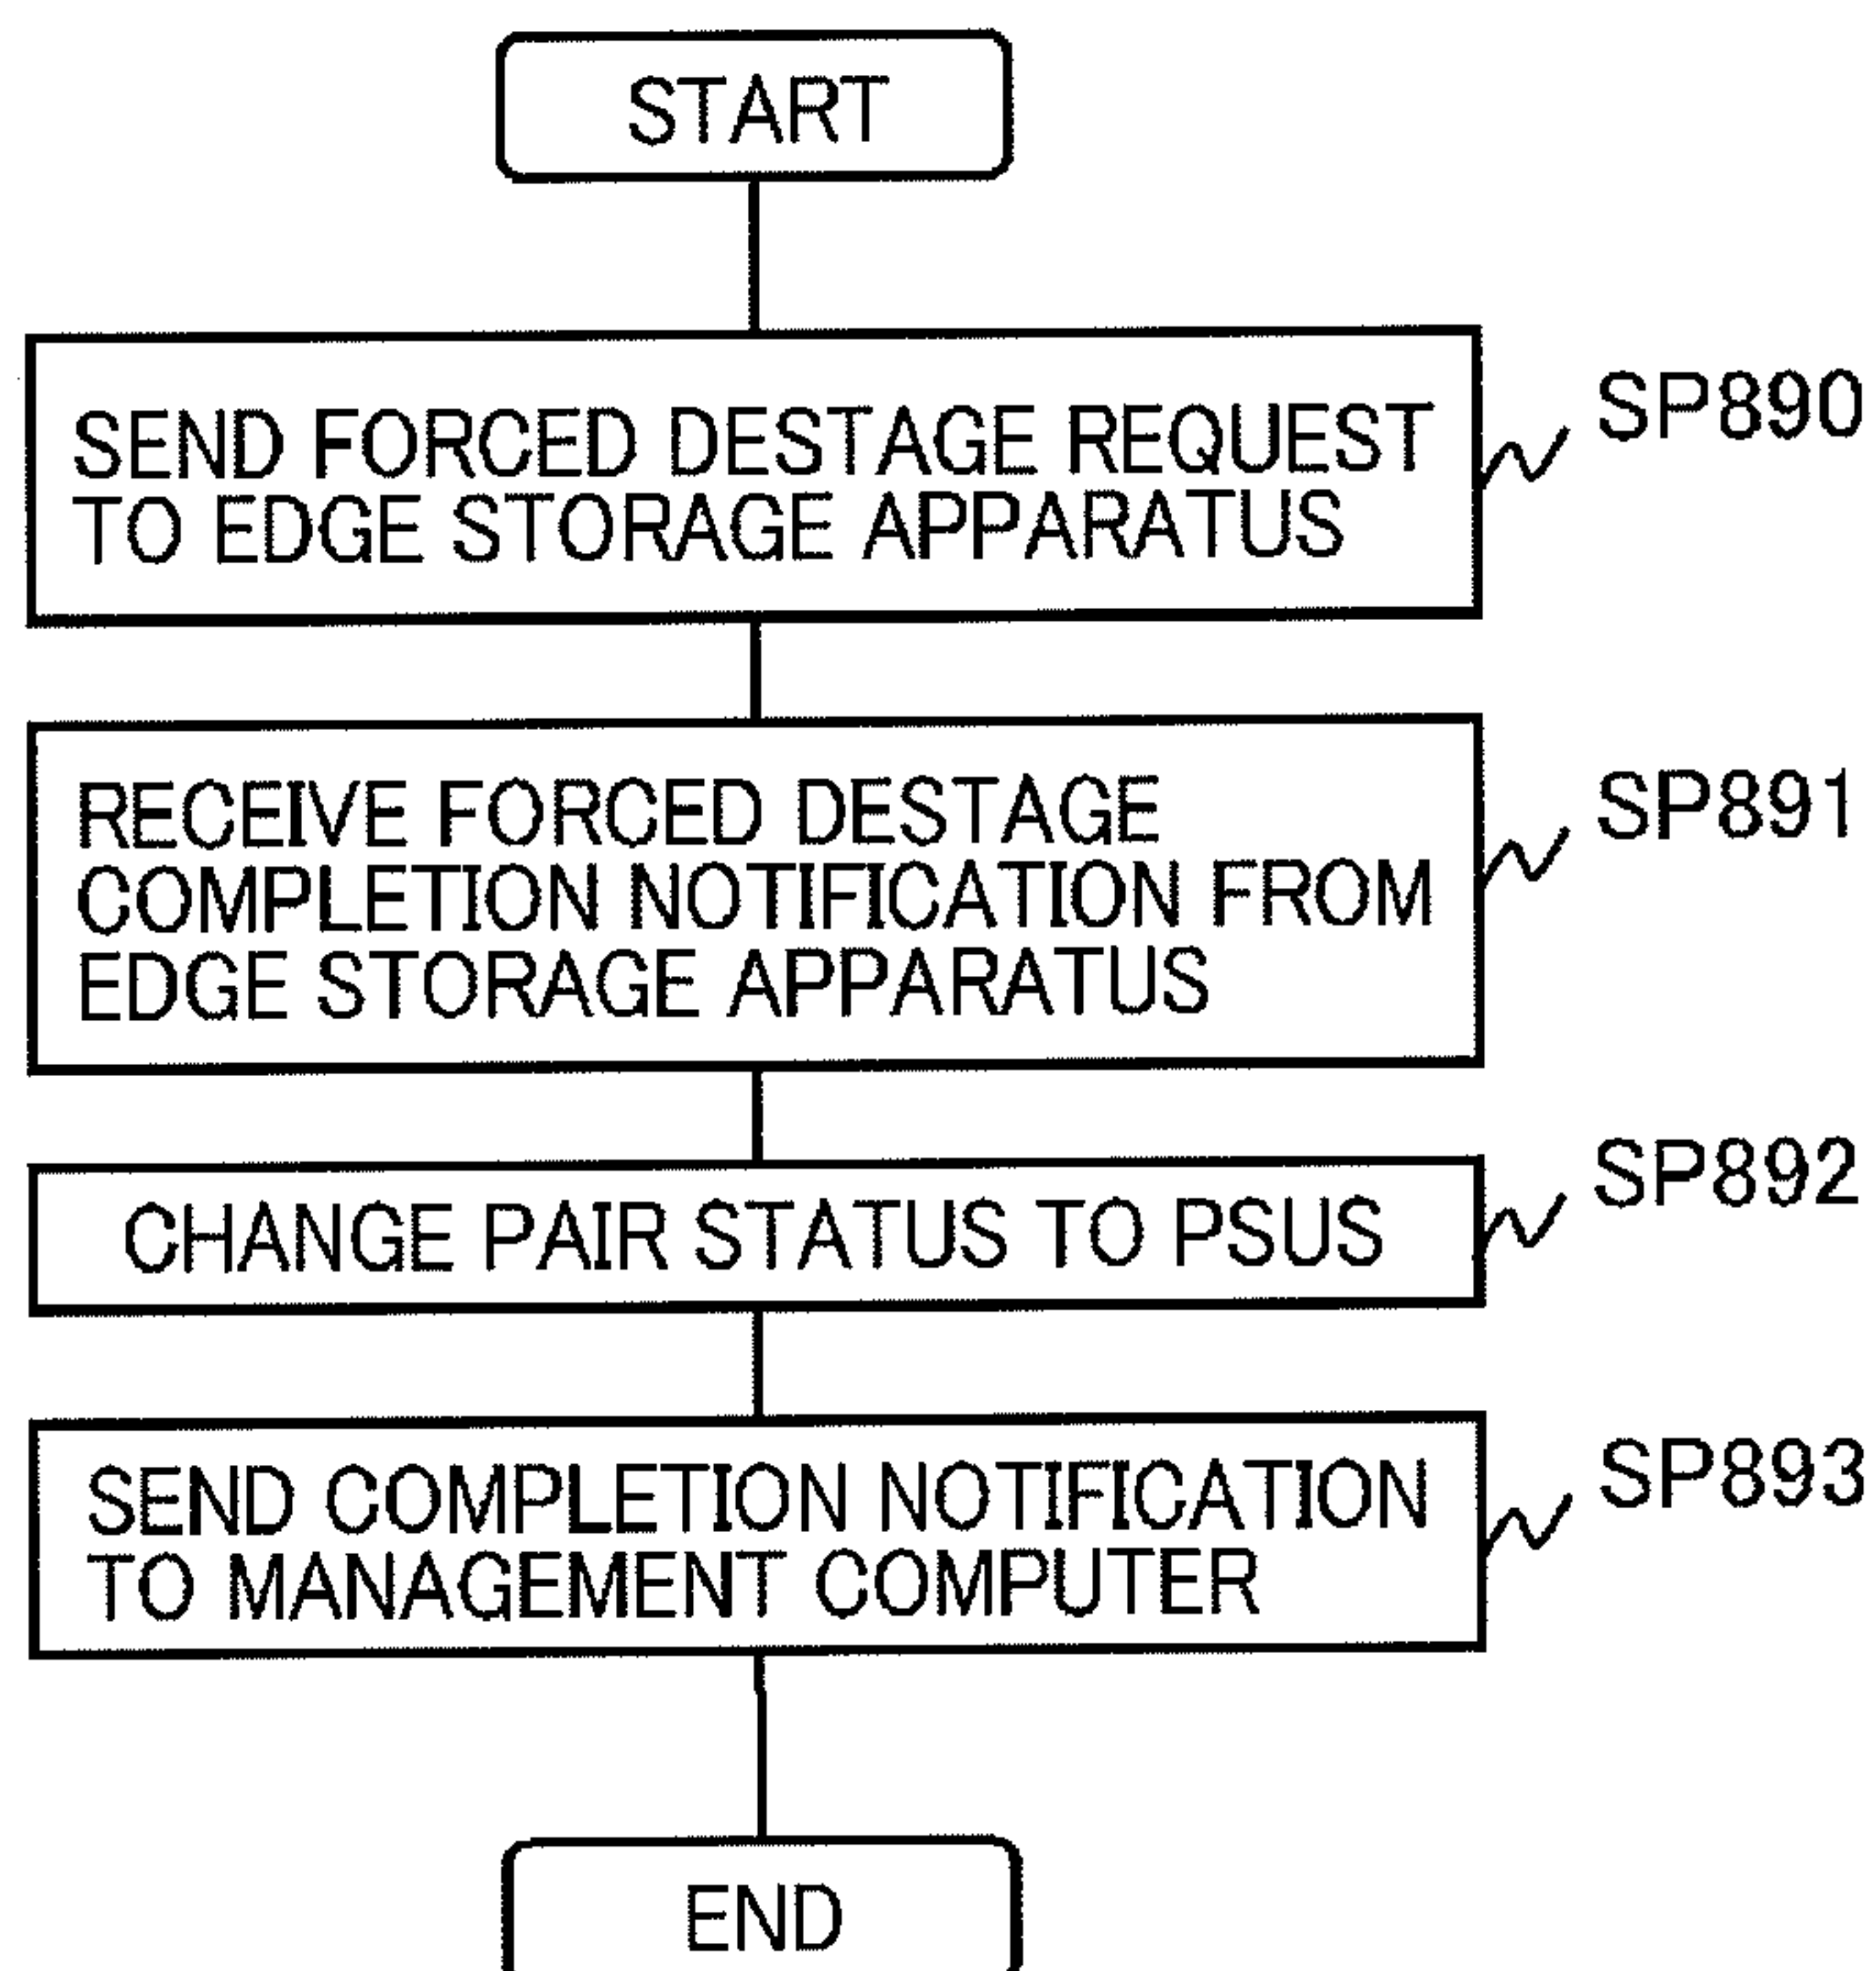 START
SEND FORCED DESTAGE REQUEST
TO EDGE STORAGE APPARATUS
SP890
RECEIVE FORCED DESTAGE
COMPLETION NOTIFICATION FROM
EDGE STORAGE APPARATUS
SP891
CHANGE PAIR STATUS TO PSUS
SP892
SEND COMPLETION NOTIFICATION
TO MANAGEMENT COMPUTER
SP893
END